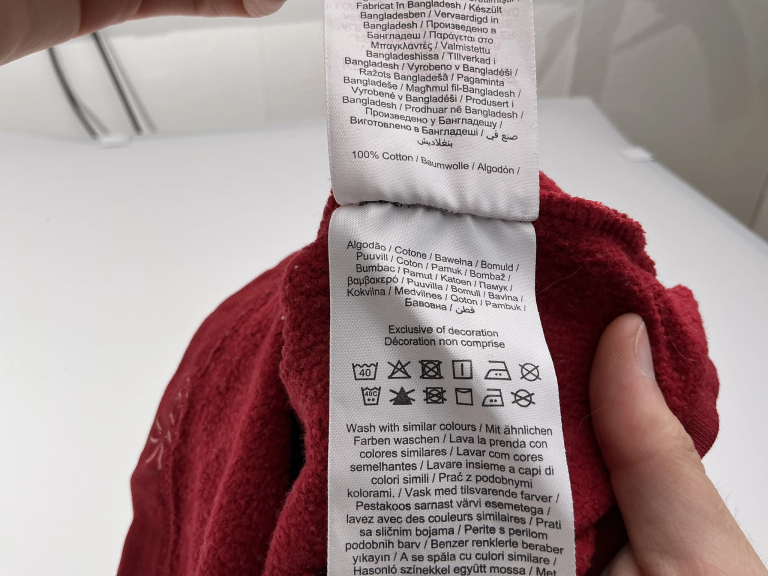 Fabricat în Bangladesh / Készült
Bangladesben / Vervaardigd in
Bangladesh / Произведено в
Бангладеш / Παράγεται στο
Μπαγκλαντές / Valmistettu
Bangladeshissa / Tillverkad i
Bangladesh / Vyrobeno v Bangladéši /
Ražots Bangladešā / Pagaminta
Bangladeše / Magħmul fil-Bangladesh /
Vyrobené v Bangladéši / Produsert i
Bangladesh / Prodhuar në Bangladesh /
Произведено у Бангладешу /
Виготовлено в Бангладеші / صنع في
بنغلاديش
100% Cotton / Baumwolle / Algodón /
Algodão / Cotone / Bawełna / Bomuld /
Puuvill / Coton / Pamuk / Bombaž /
Bumbac / Pamut / Katoen / Памук /
βαμβακερό / Puuvilla / Bomull / Bavlna /
Kokvilna / Medvilnės / Qoton / Pambuk /
Бавовна / قطن
Exclusive of decoration
Décoration non comprise
40
40C
Wash with similar colours / Mit ähnlichen
Farben waschen / Lava la prenda con
colores similares / Lavar com cores
semelhantes / Lavare insieme a capi di
colori simili / Prać z podobnymi
kolorami. / Vask med tilsvarende farver /
Pestakoos sarnast värvi esemetega /
lavez avec des couleurs similaires / Prati
sa sličnim bojama / Perite s perilom
podobnih barv / Benzer renklerle beraber
yıkayın / A se spăla cu culori similare /
Hasonló színekkel együtt mossa / Met